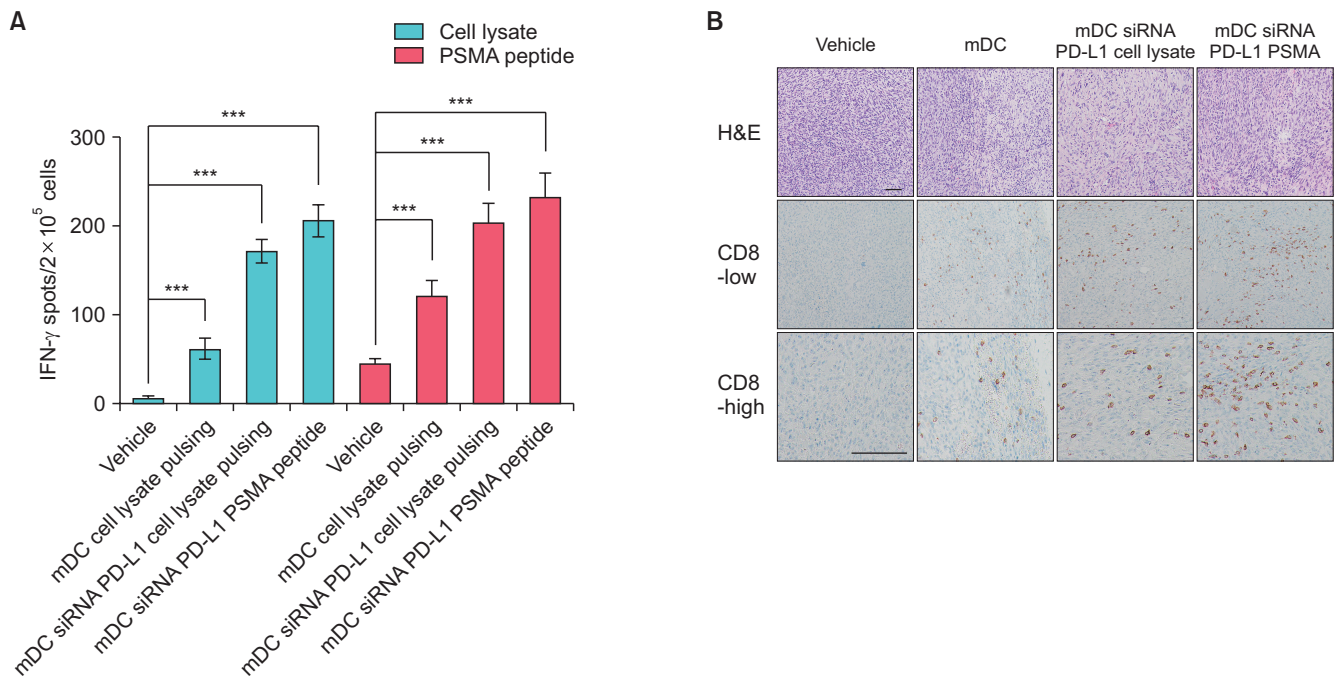 A
Cell lysate
PSMA peptide
IFN-γ spots/2×10⁵ cells
300
200
100
0
***
***
***
***
***
***
Vehicle
mDC cell lysate pulsing
mDC siRNA PD-L1 cell lysate pulsing
mDC siRNA PD-L1 PSMA peptide
Vehicle
mDC cell lysate pulsing
mDC siRNA PD-L1 cell lysate pulsing
mDC siRNA PD-L1 PSMA peptide
B
Vehicle
mDC
mDC siRNA
PD-L1 cell lysate
mDC siRNA
PD-L1 PSMA
H&E
CD8
-low
CD8
-high